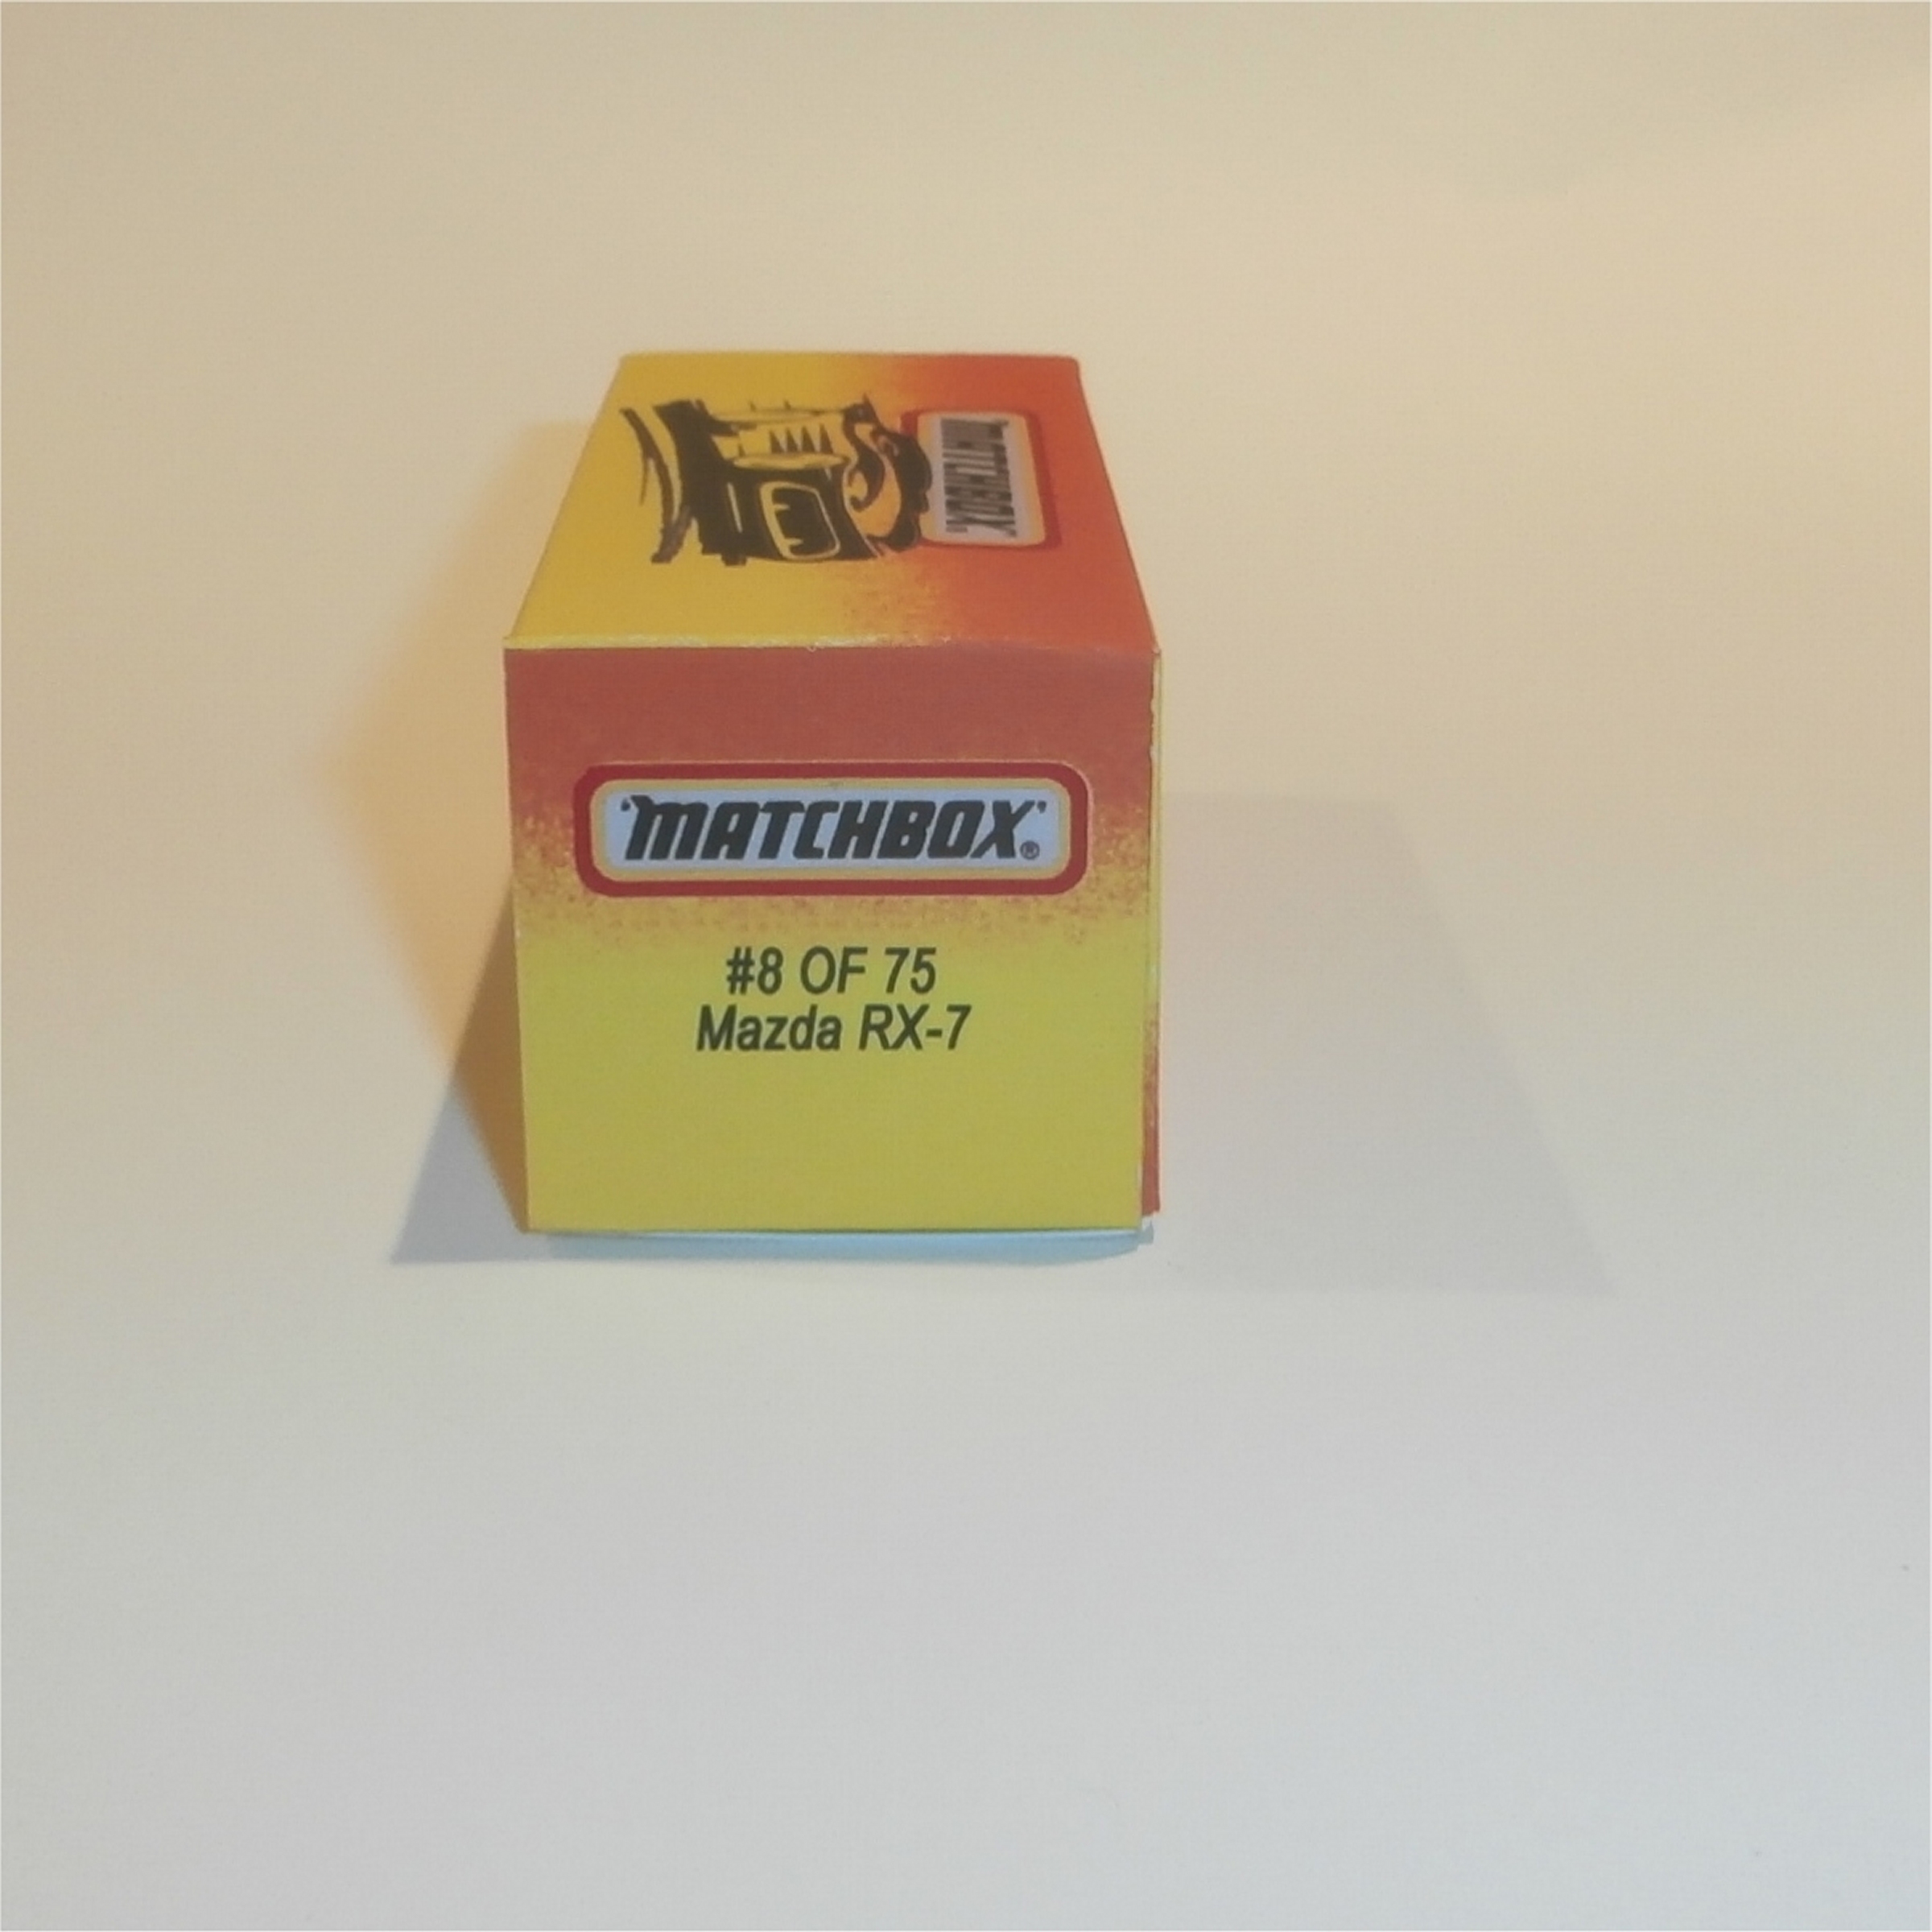 MATCHBOX
'MATCHBOX'®
#8 OF 75
Mazda RX-7